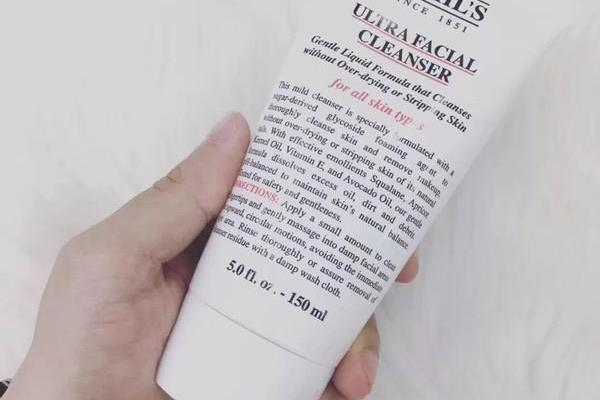 SINCE 1851
ULTRA FACIAL
CLEANSER
Gentle Liquid Formula that Cleanses
without Over-drying or Stripping Skin
for all skin types
This mild cleanser is specially formulated with a
sugar-derived glycoside foaming agent to
thoroughly cleanse skin and remove makeup,
without over-drying or stripping skin of its natural
oils. With effective emollients Squalane, Apricot
Kernel Oil, Vitamin E, and Avocado Oil, our gentle
formula dissolves excess oil, dirt and debris.
pH-balanced to maintain skin's natural balance.
for safety and gentleness.
DIRECTIONS: Apply a small amount to clean
fingertips and gently massage into damp facial areas
upward, circular motions, avoiding the immediate
area. Rinse thoroughly or assure removal of
cleanser residue with a damp wash cloth.
5.0 fl. oz. - 150 ml